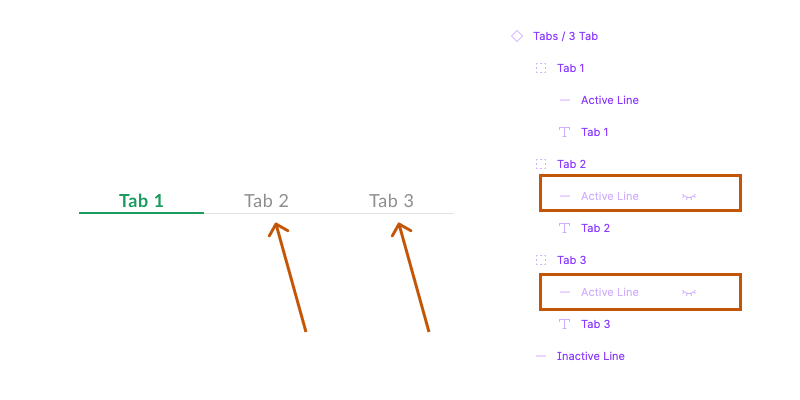 Tab 1
Tab 2
Tab 3
Tabs / 3 Tab
Tab 1
Active Line
Tab 1
Tab 2
Active Line
Tab 2
Tab 3
Active Line
Tab 3
Inactive Line